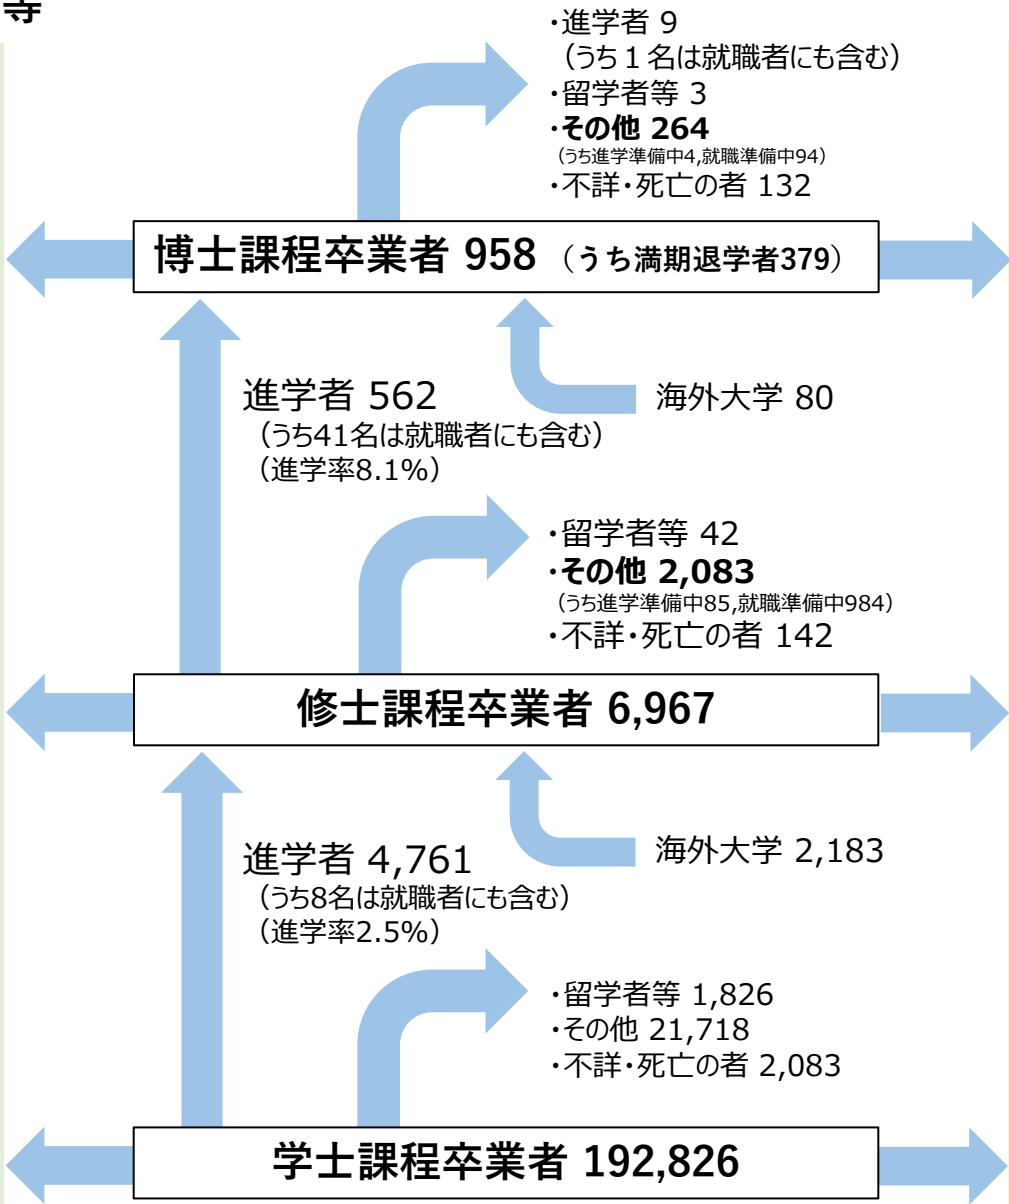 等
・進学者 9
（うち１名は就職者にも含む）
・留学者等 3
・その他 264
（うち進学準備中4,就職準備中94）
・不詳・死亡の者 132
博士課程卒業者 958 （うち満期退学者379）
進学者 562
（うち41名は就職者にも含む）
（進学率8.1%）
海外大学 80
・留学者等 42
・その他 2,083
（うち進学準備中85,就職準備中984）
・不詳・死亡の者 142
修士課程卒業者 6,967
進学者 4,761
（うち8名は就職者にも含む）
（進学率2.5%）
海外大学 2,183
・留学者等 1,826
・その他 21,718
・不詳・死亡の者 2,083
学士課程卒業者 192,826